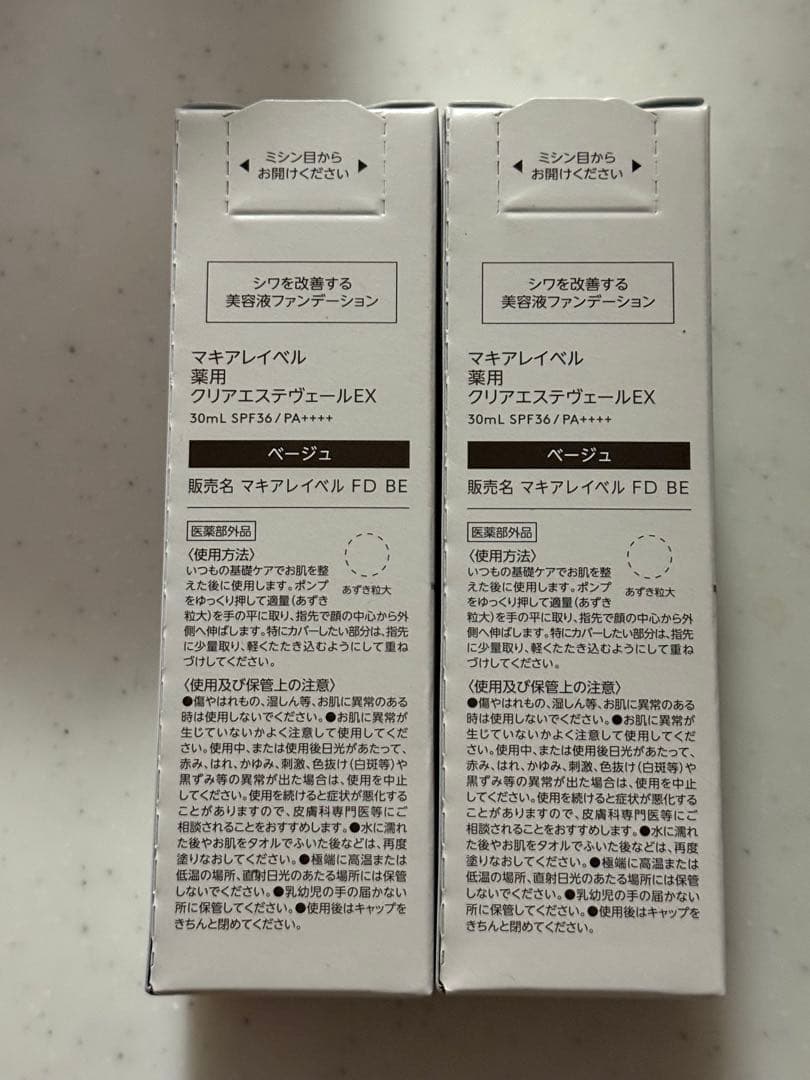 ◀ ミシン目から ▶
お開けください
シワを改善する
美容液ファンデーション
マキアレイベル
薬用
クリアエステヴェールEX
30mL SPF36/PA++++
ベージュ
販売名 マキアレイベル FD BE
医薬部外品
〈使用方法〉
いつもの基礎ケアでお肌を整
えた後に使用します。ポンプ
をゆっくり押して適量(あずき
粒大)を手の平に取り、指先で顔の中心から外
側へ伸ばします。特にカバーしたい部分は、指先
に少量取り、軽くたたき込むようにして重ね
づけしてください。
あずき粒大
〈使用及び保管上の注意〉
●傷やはれもの、湿しん等、お肌に異常のある
時は使用しないでください。●お肌に異常が
生じていないかよく注意して使用してくだ
さい。使用中、または使用後日光があたって、
赤み、はれ、かゆみ、刺激、色抜け(白斑等)や
黒ずみ等の異常が出た場合は、使用を中止
してください。使用を続けると症状が悪化する
ことがありますので、皮膚科専門医等にご
相談されることをおすすめします。●水に濡れ
た後やお肌をタオルでふいた後などは、再度
塗りなおしてください。●極端に高温または
低温の場所、直射日光のあたる場所には保管
しないでください。●乳幼児の手の届かない
所に保管してください。●使用後はキャップを
きちんと閉めてください。
◀ ミシン目から ▶
お開けください
シワを改善する
美容液ファンデーション
マキアレイベル
薬用
クリアエステヴェールEX
30mL SPF36/PA++++
ベージュ
販売名 マキアレイベル FD BE
医薬部外品
〈使用方法〉
いつもの基礎ケアでお肌を整
えた後に使用します。ポンプ
をゆっくり押して適量(あずき
粒大)を手の平に取り、指先で顔の中心から外
側へ伸ばします。特にカバーしたい部分は、指先
に少量取り、軽くたたき込むようにして重ね
づけしてください。
あずき粒大
〈使用及び保管上の注意〉
●傷やはれもの、湿しん等、お肌に異常のある
時は使用しないでください。●お肌に異常が
生じていないかよく注意して使用してくだ
さい。使用中、または使用後日光があたって、
赤み、はれ、かゆみ、刺激、色抜け(白斑等)や
黒ずみ等の異常が出た場合は、使用を中止
してください。使用を続けると症状が悪化する
ことがありますので、皮膚科専門医等にご
相談されることをおすすめします。●水に濡れ
た後やお肌をタオルでふいた後などは、再度
塗りなおしてください。●極端に高温または
低温の場所、直射日光のあたる場所には保管
しないでください。●乳幼児の手の届かない
所に保管してください。●使用後はキャップを
きちんと閉めてください。